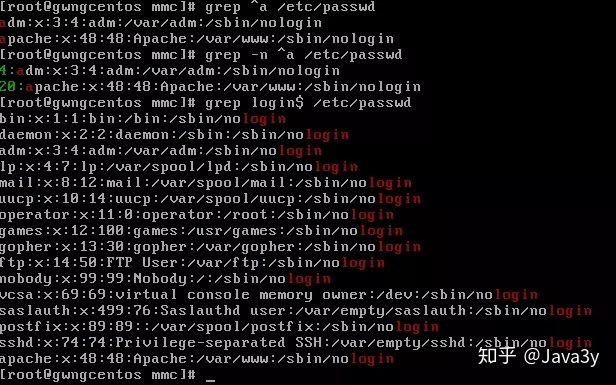 [root@gwngcentos mmc]# grep ^a /etc/passwd
adm:x:3:4:adm:/var/adm:/sbin/nologin
apache:x:48:48:Apache:/var/www:/sbin/nologin
[root@gwngcentos mmc]# grep -n ^a /etc/passwd
4:adm:x:3:4:adm:/var/adm:/sbin/nologin
20:apache:x:48:48:Apache:/var/www:/sbin/nologin
[root@gwngcentos mmc]# grep login$ /etc/passwd
bin:x:1:1:bin:/bin:/sbin/nologin
daemon:x:2:2:daemon:/sbin:/sbin/nologin
adm:x:3:4:adm:/var/adm:/sbin/nologin
lp:x:4:7:lp:/var/spool/lpd:/sbin/nologin
mail:x:8:12:mail:/var/spool/mail:/sbin/nologin
uucp:x:10:14:uucp:/var/spool/uucp:/sbin/nologin
operator:x:11:0:operator:/root:/sbin/nologin
games:x:12:100:games:/usr/games:/sbin/nologin
gopher:x:13:30:gopher:/var/gopher:/sbin/nologin
ftp:x:14:50:FTP User:/var/ftp:/sbin/nologin
nobody:x:99:99:Nobody:/:/sbin/nologin
vcsa:x:69:69:virtual console memory owner:/dev:/sbin/nologin
saslauth:x:499:76:Saslauthd user:/var/empty/saslauth:/sbin/nologin
postfix:x:89:89::/var/spool/postfix:/sbin/nologin
sshd:x:74:74:Privilege-separated SSH:/var/empty/sshd:/sbin/nologin
apache:x:48:48:Apache:/var/www:/sbin/nologin
[root@gwngcentos mmc]# _
知乎 @Java3y